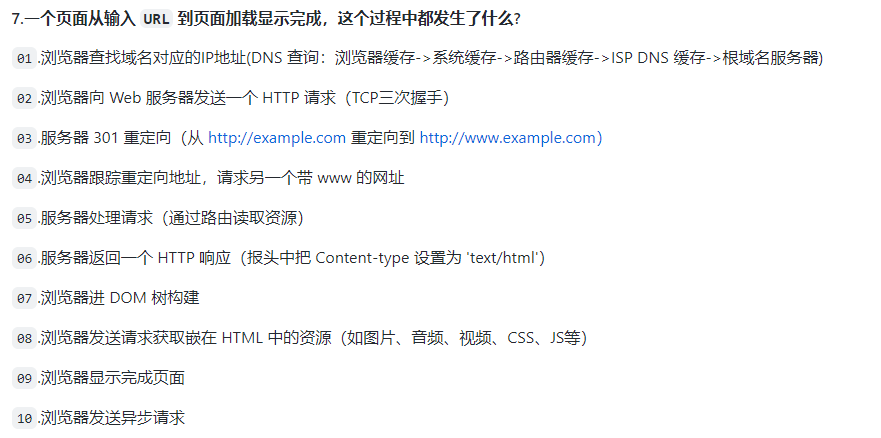 7.一个页面从输入 URL 到页面加载显示完成，这个过程中都发生了什么?
01.浏览器查找域名对应的IP地址(DNS 查询：浏览器缓存->系统缓存->路由器缓存->ISP DNS 缓存->根域名服务器)
02.浏览器向 Web 服务器发送一个 HTTP 请求（TCP三次握手）
03.服务器 301 重定向（从 http://example.com 重定向到 http://www.example.com）
04.浏览器跟踪重定向地址，请求另一个带 www 的网址
05.服务器处理请求（通过路由读取资源）
06.服务器返回一个 HTTP 响应（报头中把 Content-type 设置为 'text/html'）
07.浏览器进 DOM 树构建
08.浏览器发送请求获取嵌在 HTML 中的资源（如图片、音频、视频、CSS、JS等）
09.浏览器显示完成页面
10.浏览器发送异步请求